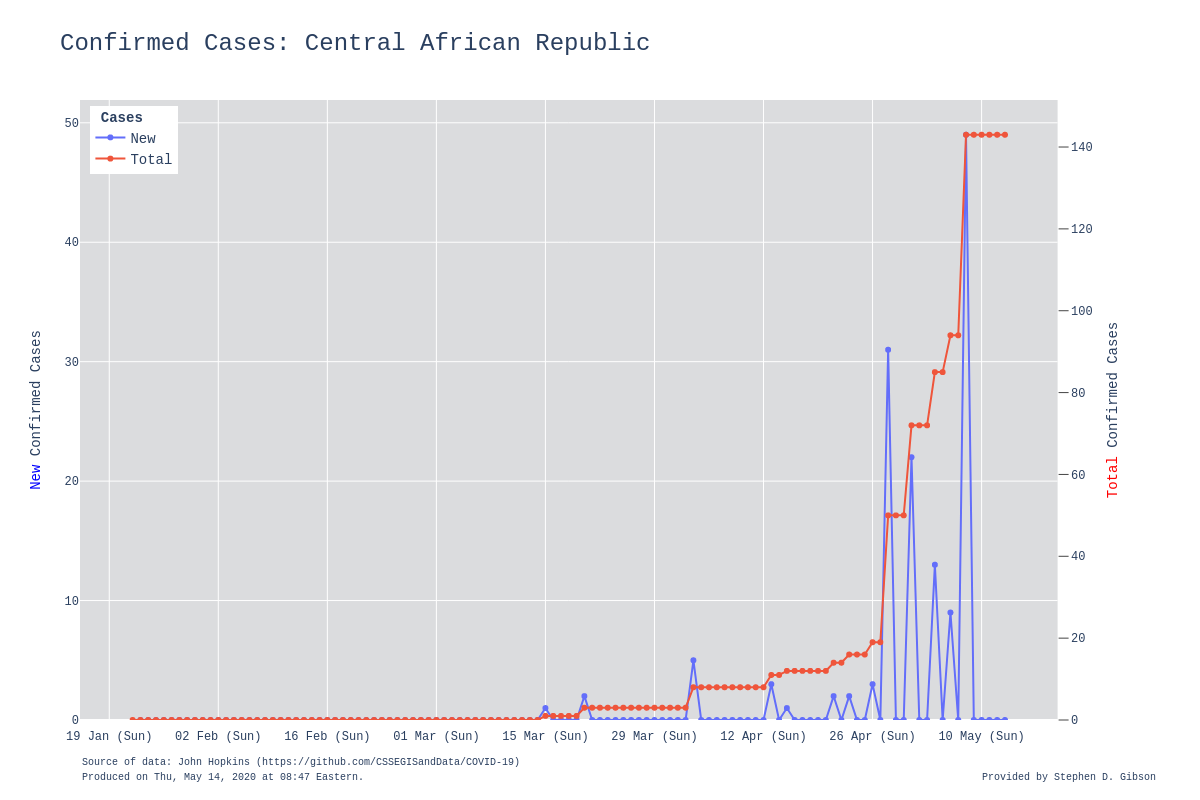 Confirmed Cases: Central African Republic
Cases
New
Total
50
40
30
20
10
0
New Confirmed Cases
140
120
100
80
60
40
20
0
Total Confirmed Cases
19 Jan (Sun) 02 Feb (Sun) 16 Feb (Sun) 01 Mar (Sun) 15 Mar (Sun) 29 Mar (Sun) 12 Apr (Sun) 26 Apr (Sun) 10 May (Sun)
Source of data: John Hopkins (https://github.com/CSSEGISandData/COVID-19)
Produced on Thu, May 14, 2020 at 08:47 Eastern.
Provided by Stephen D. Gibson